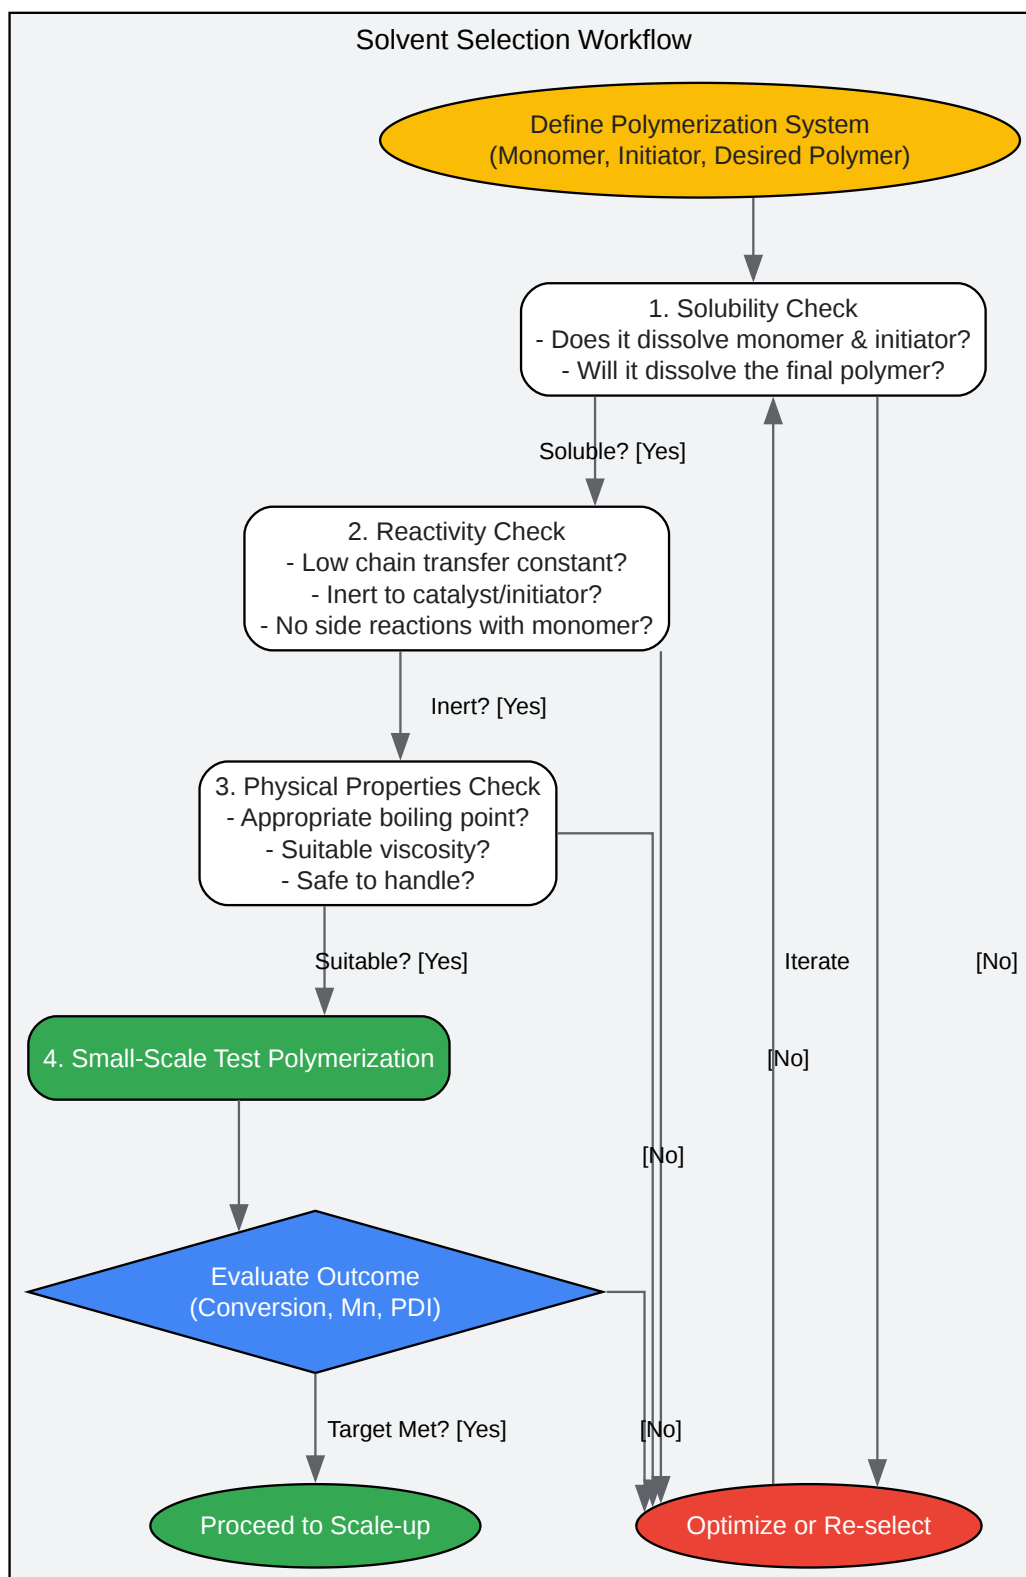 Solvent Selection Workflow
Define Polymerization System
(Monomer, Initiator, Desired Polymer)
1. Solubility Check
- Does it dissolve monomer & initiator?
- Will it dissolve the final polymer?
Soluble? [Yes]
2. Reactivity Check
- Low chain transfer constant?
- Inert to catalyst/initiator?
- No side reactions with monomer?
Inert? [Yes]
3. Physical Properties Check
- Appropriate boiling point?
- Suitable viscosity?
- Safe to handle?
Suitable? [Yes]
Iterate
[No]
4. Small-Scale Test Polymerization
[No]
[No]
Evaluate Outcome
(Conversion, Mn, PDI)
Target Met? [Yes]
[No]
Proceed to Scale-up
Optimize or Re-select